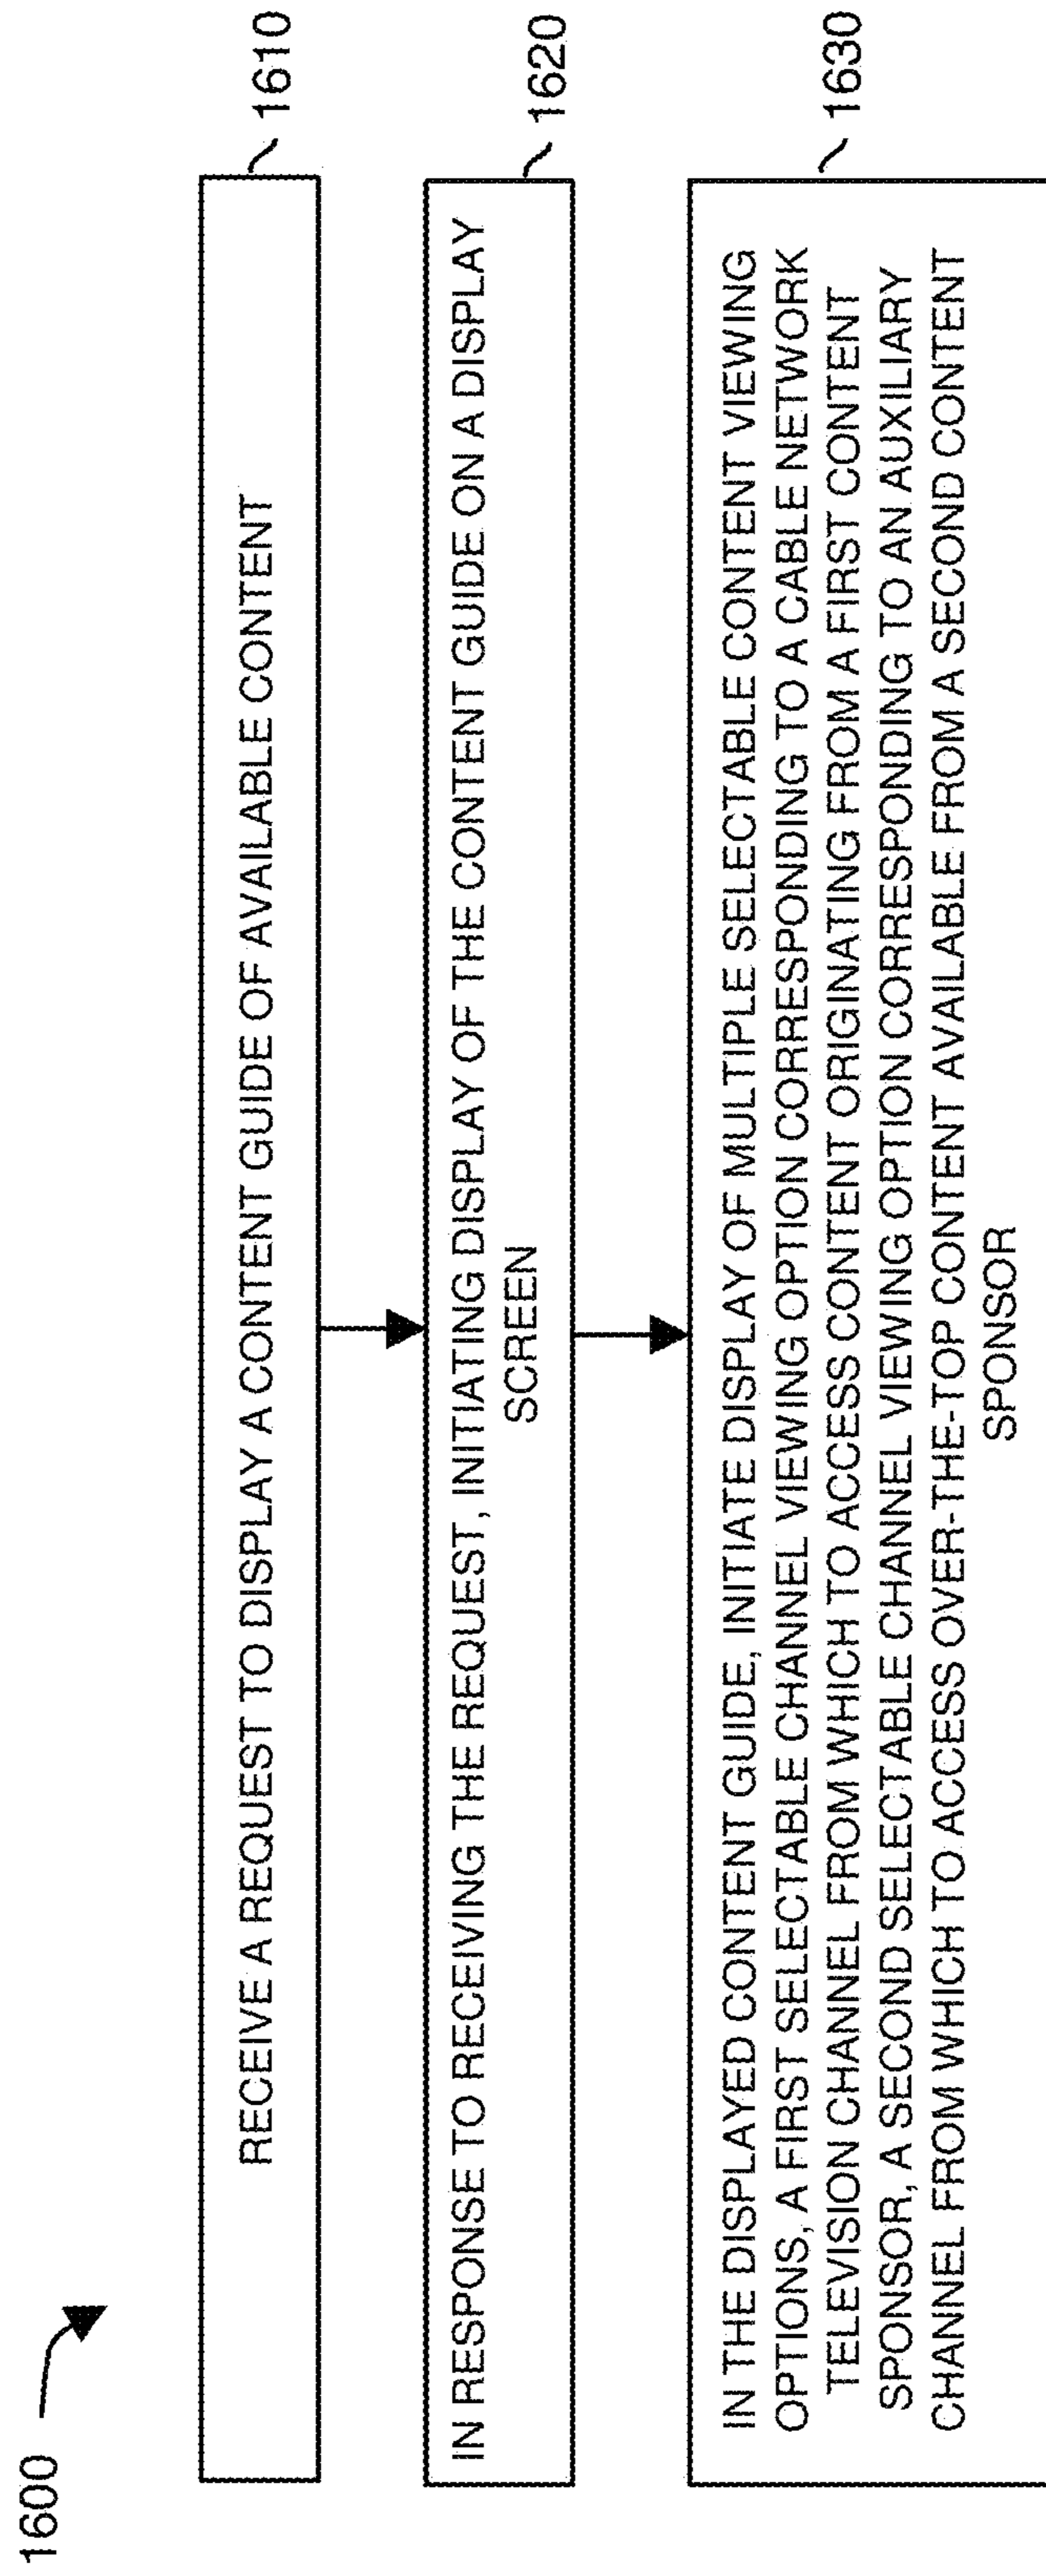 1600
RECEIVE A REQUEST TO DISPLAY A CONTENT GUIDE OF AVAILABLE CONTENT
1610
IN RESPONSE TO RECEIVING THE REQUEST, INITIATING DISPLAY OF THE CONTENT GUIDE ON A DISPLAY
SCREEN
1620
IN THE DISPLAYED CONTENT GUIDE, INITIATE DISPLAY OF MULTIPLE SELECTABLE CONTENT VIEWING
OPTIONS, A FIRST SELECTABLE CHANNEL VIEWING OPTION CORRESPONDING TO A CABLE NETWORK
TELEVISION CHANNEL FROM WHICH TO ACCESS CONTENT ORIGINATING FROM A FIRST CONTENT
SPONSOR, A SECOND SELECTABLE CHANNEL VIEWING OPTION CORRESPONDING TO AN AUXILIARY
CHANNEL FROM WHICH TO ACCESS OVER-THE-TOP CONTENT AVAILABLE FROM A SECOND CONTENT
SPONSOR
1630